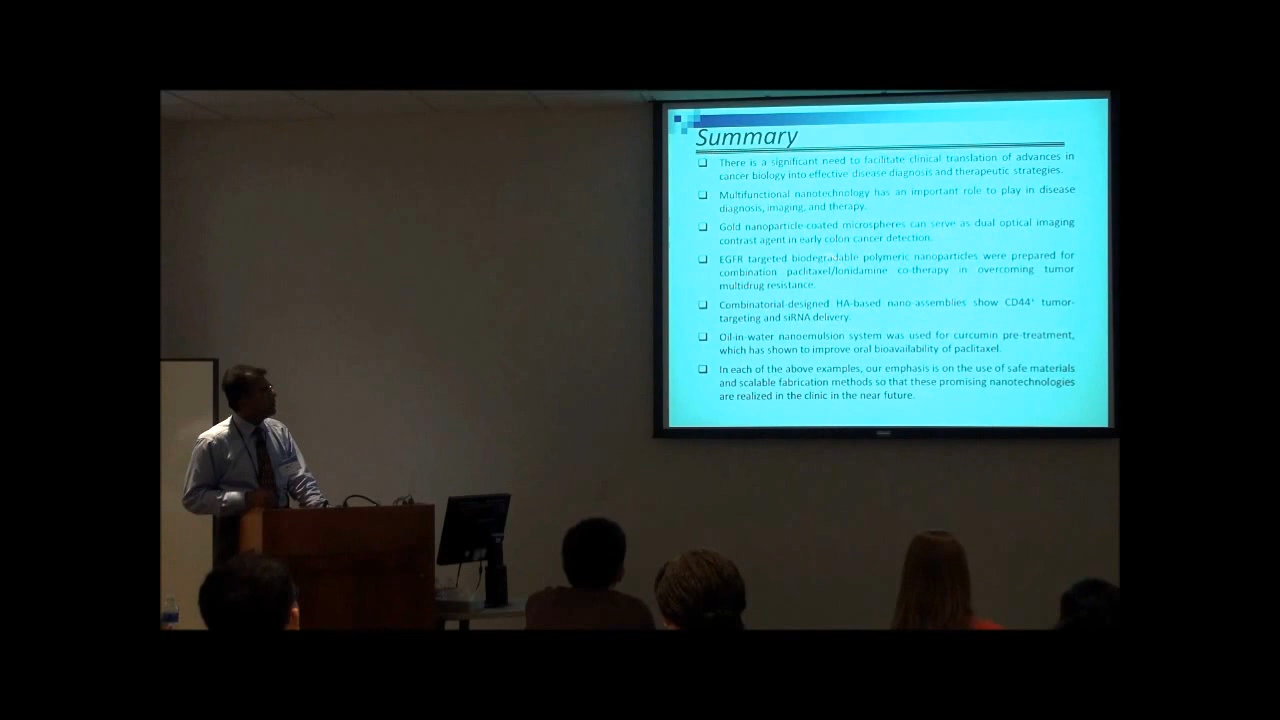 Summary
There is a significant need to facilitate clinical translation of advances in
cancer biology into effective disease diagnosis and therapeutic strategies.
Multifunctional nanotechnology has an important role to play in disease
diagnosis, imaging, and therapy.
Gold nanoparticle-coated microspheres can serve as dual optical imaging
contrast agent in early colon cancer detection.
EGFR targeted biodegradable polymeric nanoparticles were prepared for
combination paclitaxel/lonidamine co-therapy in overcoming tumor
multidrug resistance.
Combinatorial-designed HA-based nano-assemblies show CD44⁺ tumor-
targeting and siRNA delivery.
Oil-in-water nanoemulsion system was used for curcumin pre-treatment,
which has shown to improve oral bioavailability of paclitaxel.
In each of the above examples, our emphasis is on the use of safe materials
and scalable fabrication methods so that these promising nanotechnologies
are realized in the clinic in the near future.